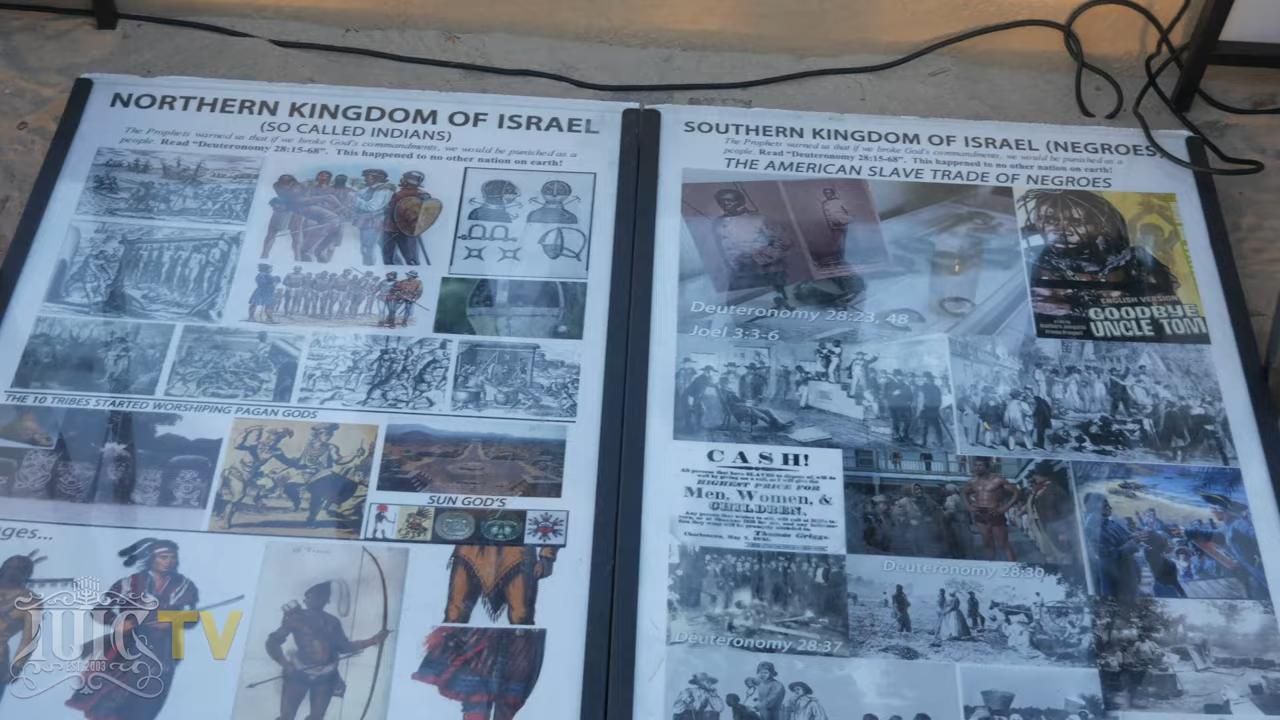 NORTHERN KINGDOM OF ISRAEL
(SO CALLED INDIANS)
The Prophets warned us that if we broke God's commandments, we would be punished as a
people. Read "Deuteronomy 28:15-68". This happened to no other nation on earth!
THE 10 TRIBES STARTED WORSHIPING PAGAN GODS
SUN GOD'S
ges...
SOUTHERN KINGDOM OF ISRAEL (NEGROES)
The Prophets warned us that if we broke God's commandments, we would be punished as a
people. Read "Deuteronomy 28:15-68". This happened to no other nation on earth!
THE AMERICAN SLAVE TRADE OF NEGROES
Deuteronomy 28:23, 48
Joel 3:3-6
ENGLISH VERSION
GOODBYE
UNCLE TOM
CASH!
HIGHEST PRICE FOR
Men, Women, &
CHILDREN.
Thomas Griggs.
Deuteronomy 28:30
Deuteronomy 28:37
IUIC TV
EST. 2003